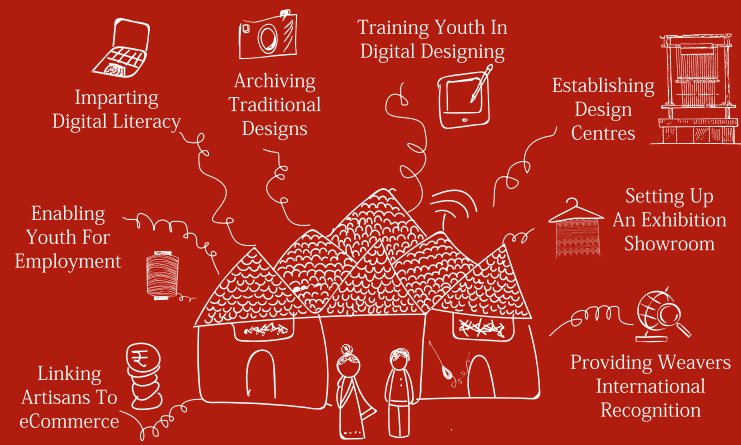 Training Youth In
Digital Designing
Imparting
Digital Literacy
Archiving
Traditional
Designs
Establishing
Design
Centres
Enabling
Youth For
Employment
Setting Up
An Exhibition
Showroom
Linking
Artisans To
eCommerce
₹
Providing Weavers
International
Recognition